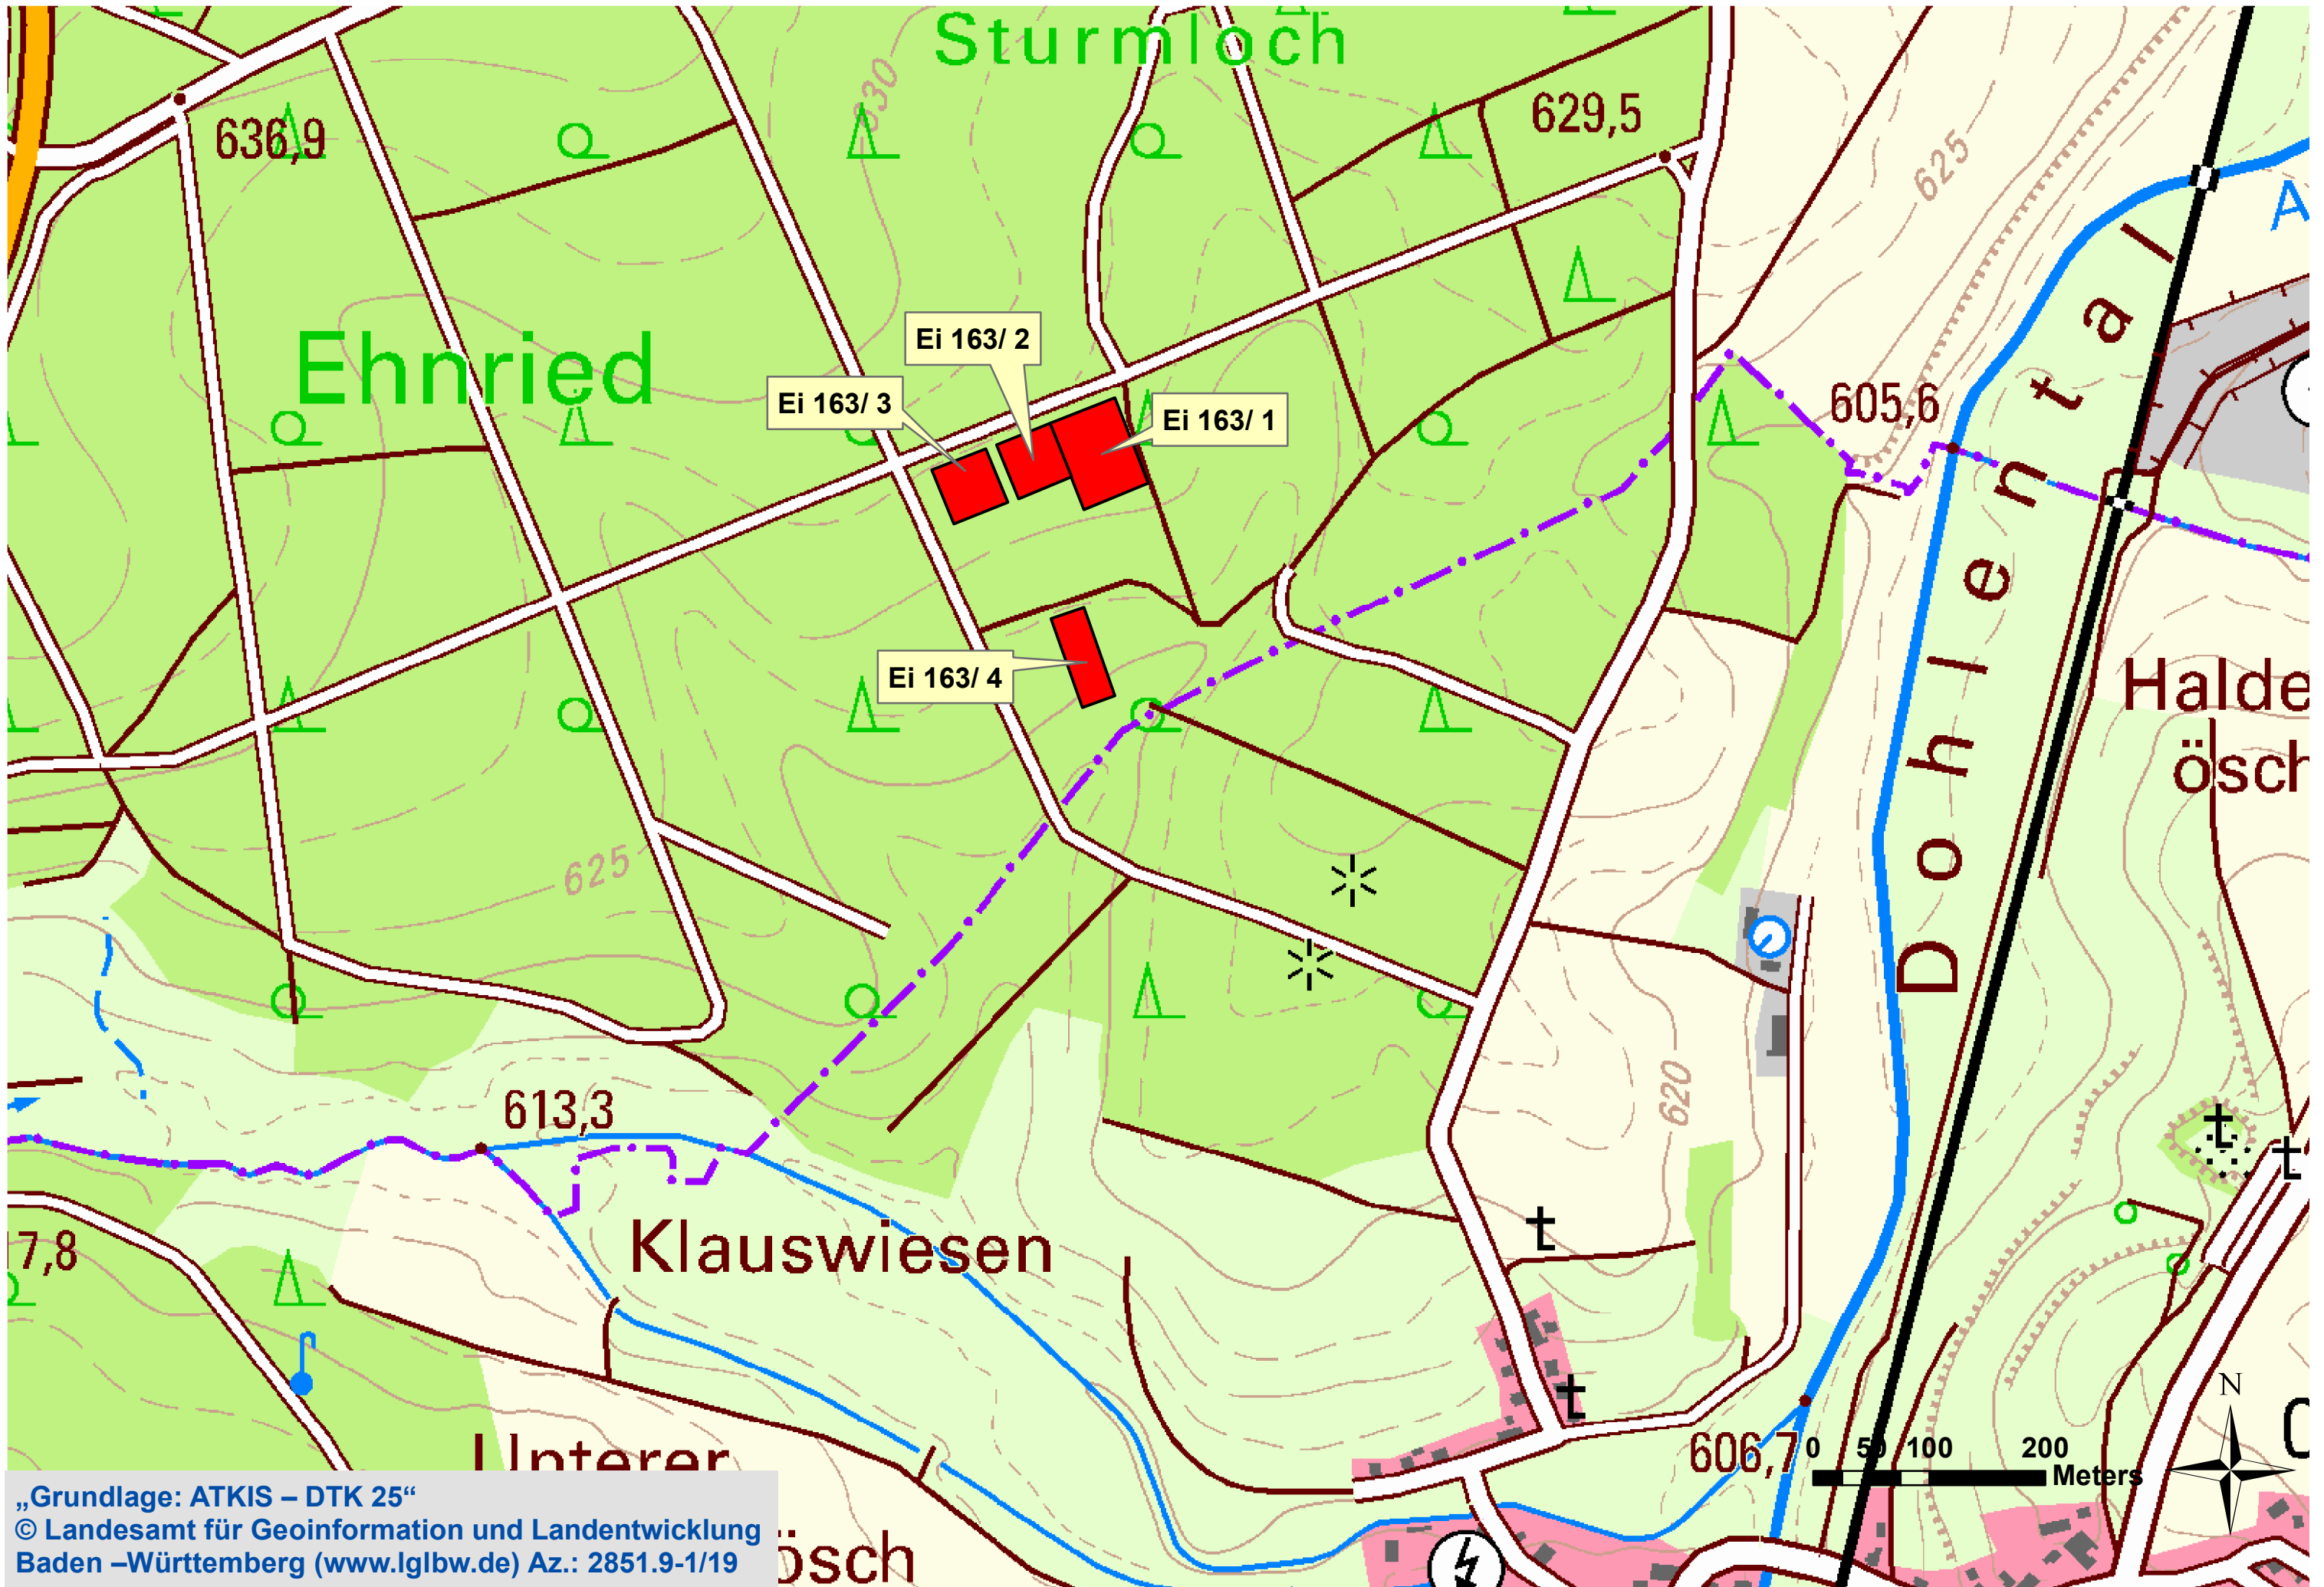 Sturmloch
636,9
630
629,5
625
A
Ehnried
Ei 163/ 2
Ei 163/ 3
Ei 163/ 1
605,6
Dohlental
Ei 163/ 4
Halde
ösch
625
620
613,3
Klauswiesen
7,8
Unterer
ösch
606,7
0 50 100 200
Meters
N
„Grundlage: ATKIS – DTK 25“
© Landesamt für Geoinformation und Landentwicklung
Baden –Württemberg (www.lglbw.de) Az.: 2851.9-1/19